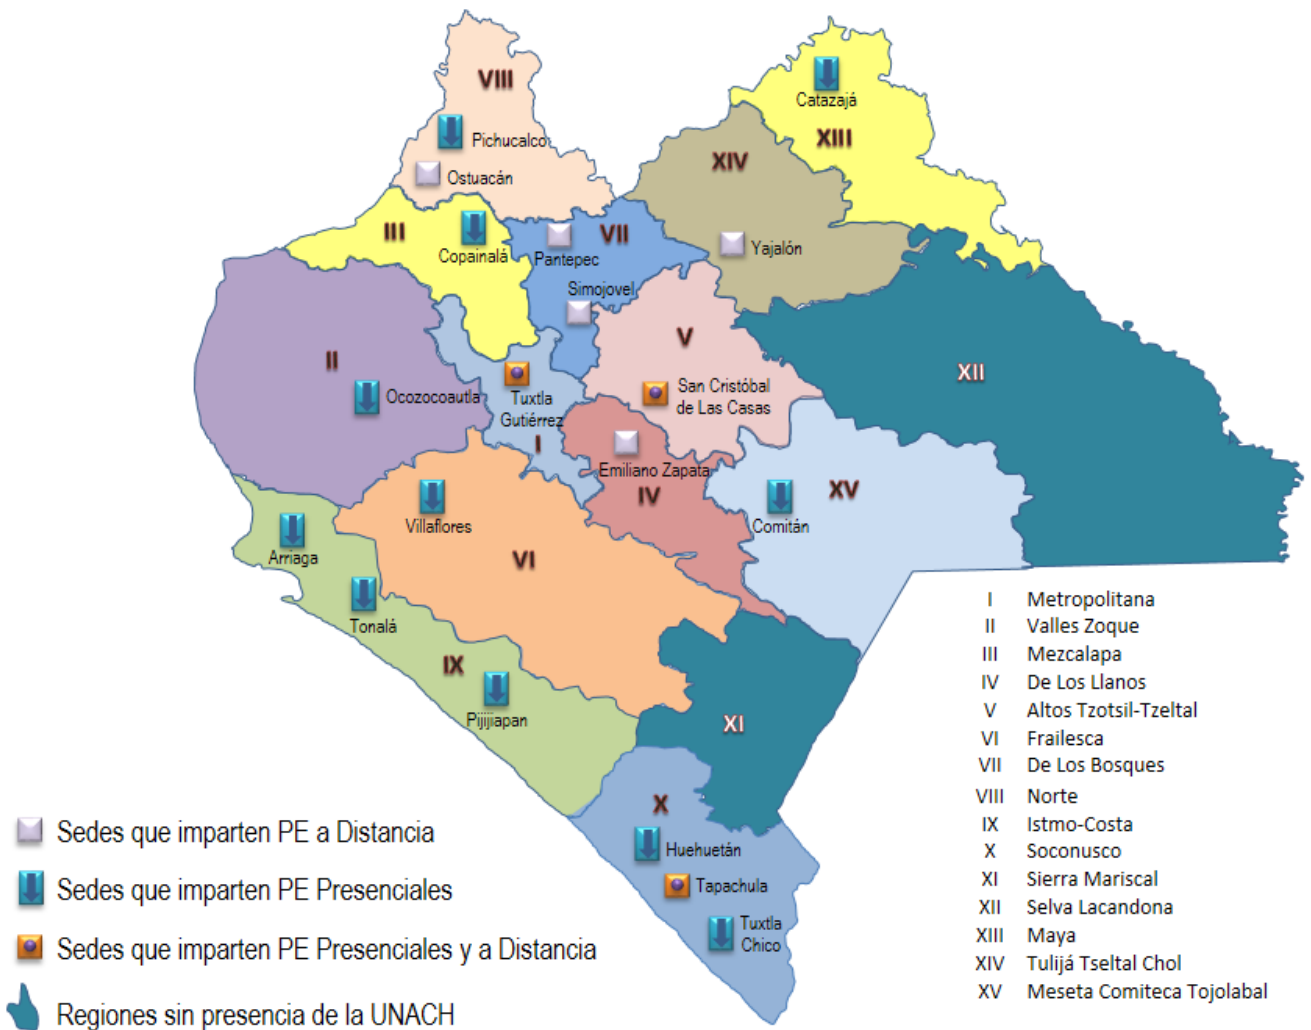 VIII
Catazajá
Pichucalco
XIII
XIV
Ostuacán
III
VII
Copainalá
Pantepec
Yajalón
Simojovel
V
II
XII
Ocozocoautla
Tuxtla
Gutiérrez
San Cristóbal
de Las Casas
I
Emiliano Zapata
IV
XV
Villaflores
Comitán
Arriaga
VI
Tonalá
IX
Pijijiapan
XI
X
Huehuetán
Tapachula
Tuxtla
Chico
I Metropolitana
II Valles Zoque
III Mezcalapa
IV De Los Llanos
V Altos Tzotsil-Tzeltal
VI Frailesca
VII De Los Bosques
VIII Norte
IX Istmo-Costa
X Soconusco
XI Sierra Mariscal
XII Selva Lacandona
XIII Maya
XIV Tulijá Tseltal Chol
XV Meseta Comiteca Tojolabal
Sedes que imparten PE a Distancia
Sedes que imparten PE Presenciales
Sedes que imparten PE Presenciales y a Distancia
Regiones sin presencia de la UNACH